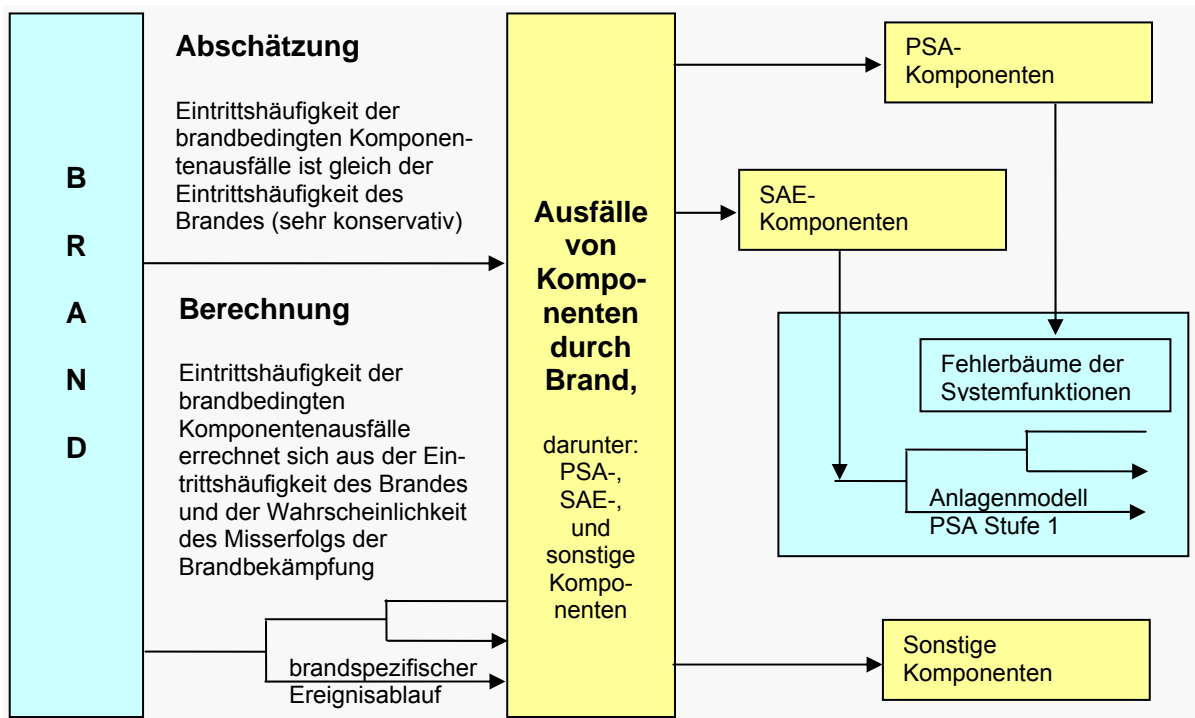 B
R
A
N
D
Abschätzung
Eintrittshäufigkeit der
brandbedingten Komponen-
tenausfälle ist gleich der
Eintrittshäufigkeit des
Brandes (sehr konservativ)
Berechnung
Eintrittshäufigkeit der
brandbedingten
Komponentenausfälle
errechnet sich aus der Ein-
trittshäufigkeit des Brandes
und der Wahrscheinlichkeit
des Misserfolgs der
Brandbekämpfung
brandspezifischer
Ereignisablauf
Ausfälle
von
Kompo-
nenten
durch
Brand,
darunter:
PSA-,
SAE-,
und
sonstige
Kompo-
nenten
PSA-
Komponenten
SAE-
Komponenten
Fehlerbäume der
Systemfunktionen
Anlagenmodell
PSA Stufe 1
Sonstige
Komponenten